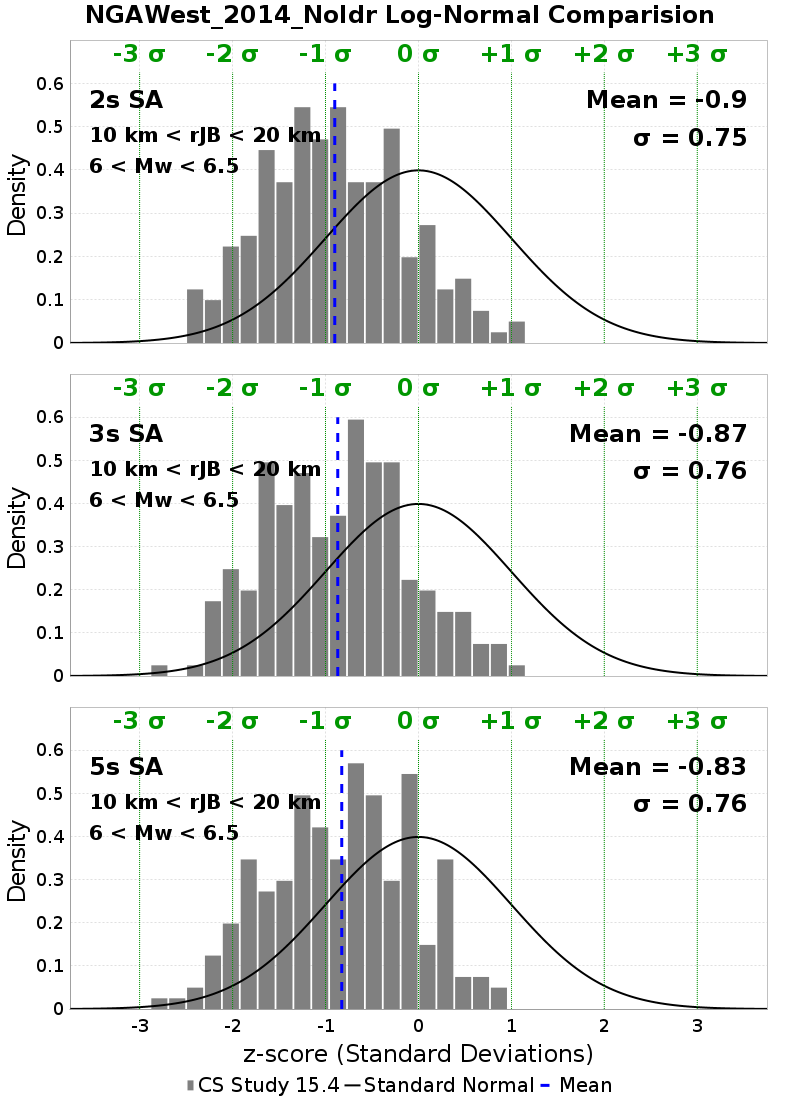 NGAWest_2014_NoIdr Log-Normal Comparision
-3 σ -2 σ -1 σ 0 σ +1 σ +2 σ +3 σ
0.6
2s SA Mean = -0.9
0.5
10 km < rJB < 20 km σ = 0.75
6 < Mw < 6.5
0.4
Density
0.3
0.2
0.1
0
-3 σ -2 σ -1 σ 0 σ +1 σ +2 σ +3 σ
0.6
3s SA Mean = -0.87
0.5
10 km < rJB < 20 km σ = 0.76
6 < Mw < 6.5
0.4
Density
0.3
0.2
0.1
0
-3 σ -2 σ -1 σ 0 σ +1 σ +2 σ +3 σ
0.6
5s SA Mean = -0.83
0.5
10 km < rJB < 20 km σ = 0.76
6 < Mw < 6.5
0.4
Density
0.3
0.2
0.1
0
-3 -2 -1 0 1 2 3
z-score (Standard Deviations)
CS Study 15.4 Standard Normal Mean